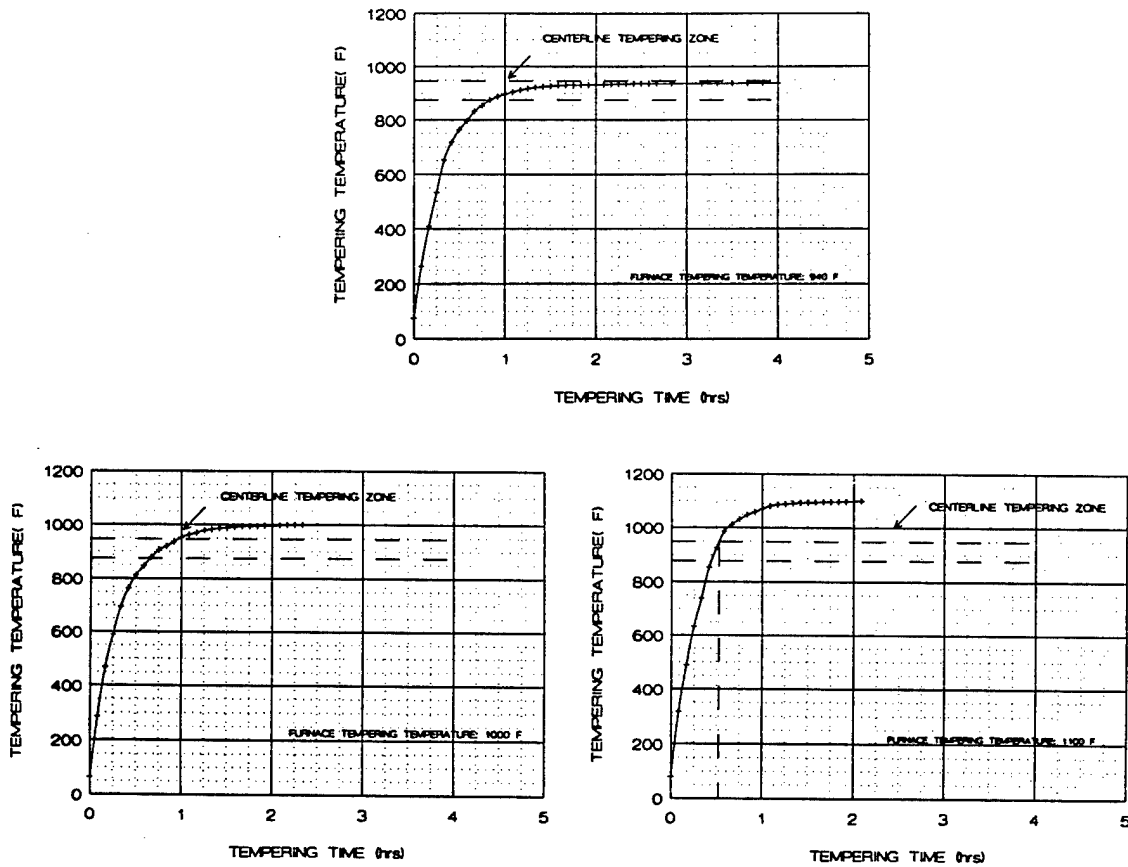 1200
CENTERLINE TEMPERING ZONE
1000
800
600
400
FURNACE TEMPERING TEMPERATURE: 940 F
200
0
0 1 2 3 4 5
TEMPERING TEMPERATURE( F)
TEMPERING TIME (hrs)
1200
CENTERLINE TEMPERING ZONE
1000
800
600
400
FURNACE TEMPERING TEMPERATURE: 1000 F
200
0
0 1 2 3 4 5
TEMPERING TEMPERATURE( F)
TEMPERING TIME (hrs)
1200
CENTERLINE TEMPERING ZONE
1000
800
600
400
FURNACE TEMPERING TEMPERATURE: 1100 F
200
0
0 1 2 3 4 5
TEMPERING TEMPERATURE( F)
TEMPERING TIME (hrs)